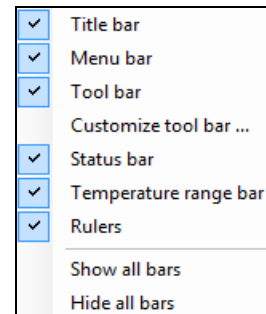 Title bar
Menu bar
Tool bar
Customize tool bar ...
Status bar
Temperature range bar
Rulers
Show all bars
Hide all bars